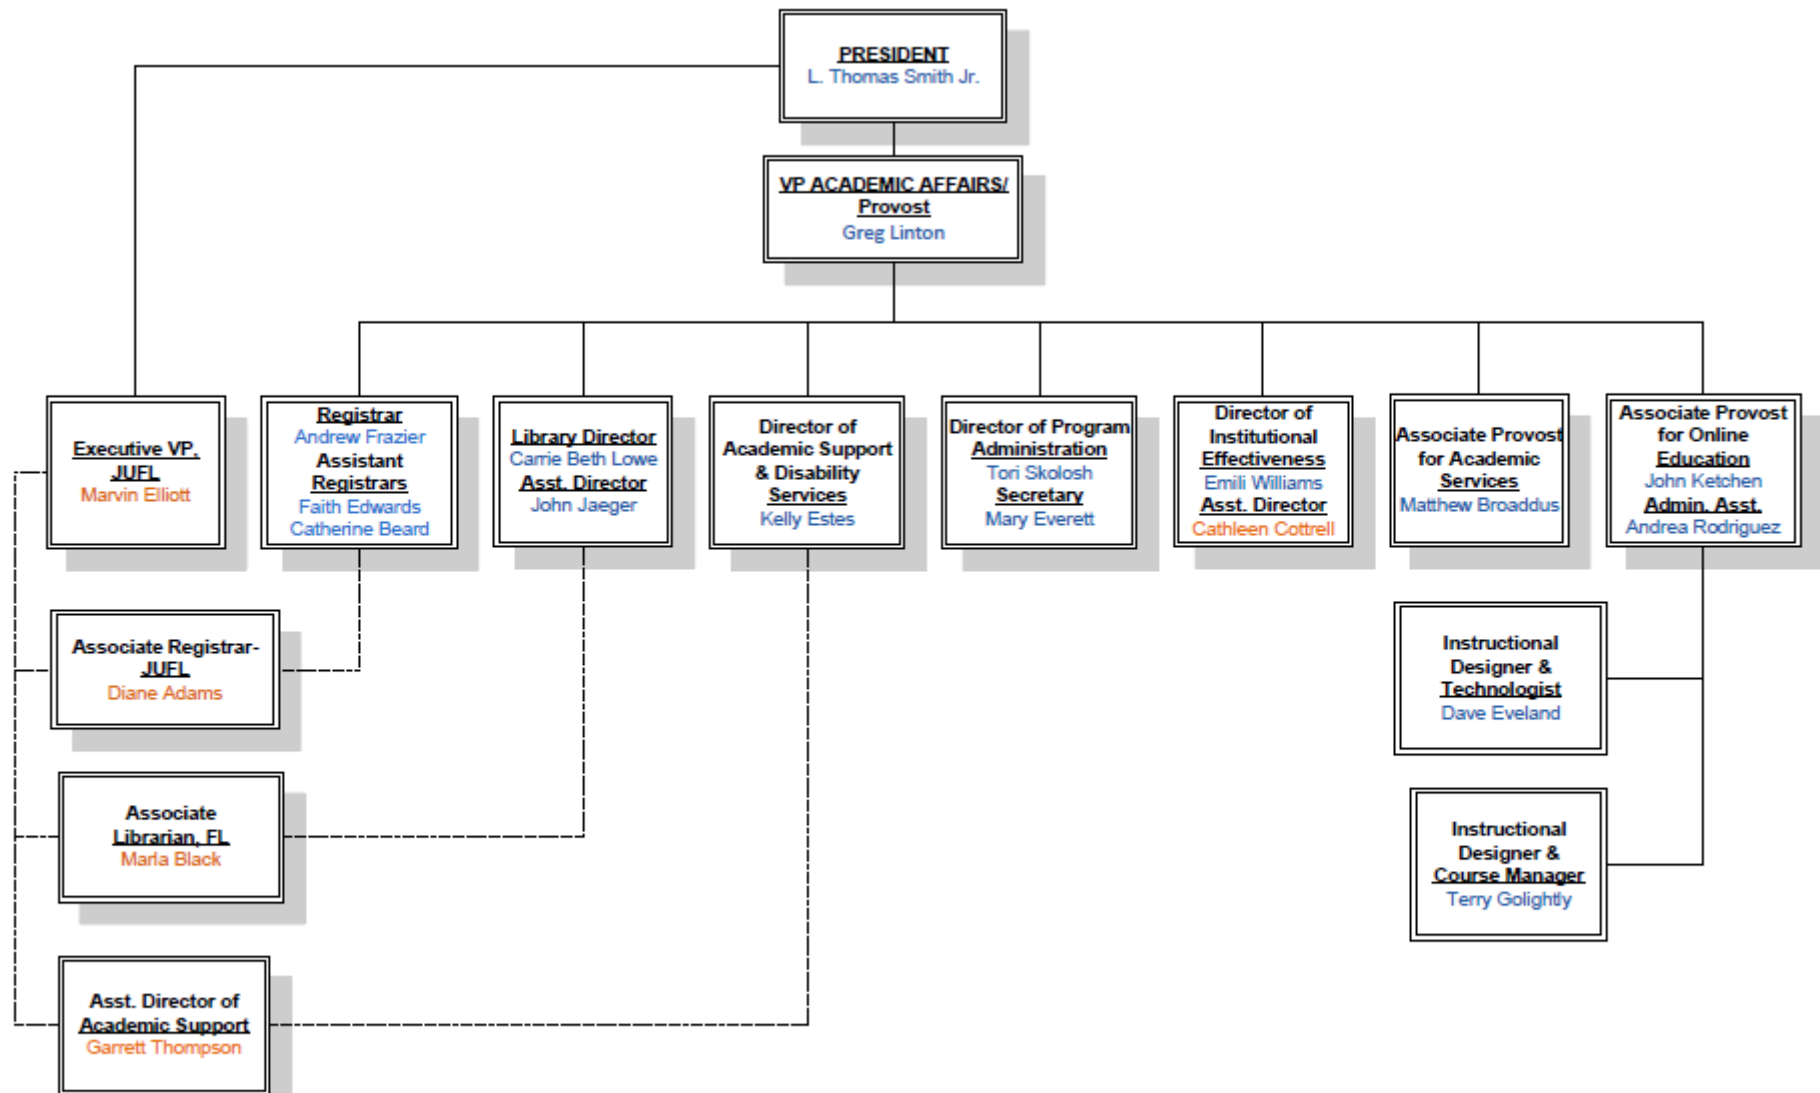 PRESIDENT
L. Thomas Smith Jr.
VP ACADEMIC AFFAIRS/
Provost
Greg Linton
Executive VP,
JUFL
Marvin Elliott
Registrar
Andrew Frazier
Assistant
Registrars
Faith Edwards
Catherine Beard
Library Director
Carrie Beth Lowe
Asst. Director
John Jaeger
Director of
Academic Support
& Disability
Services
Kelly Estes
Director of Program
Administration
Tori Skolosh
Secretary
Mary Everett
Director of
Institutional
Effectiveness
Emili Williams
Asst. Director
Cathleen Cottrell
Associate Provost
for Academic
Services
Matthew Broaddus
Associate Provost
for Online
Education
John Ketchen
Admin. Asst.
Andrea Rodriguez
Associate Registrar-
JUFL
Diane Adams
Instructional
Designer &
Technologist
Dave Eveland
Associate
Librarian, FL
Marla Black
Instructional
Designer &
Course Manager
Terry Golightly
Asst. Director of
Academic Support
Garrett Thompson